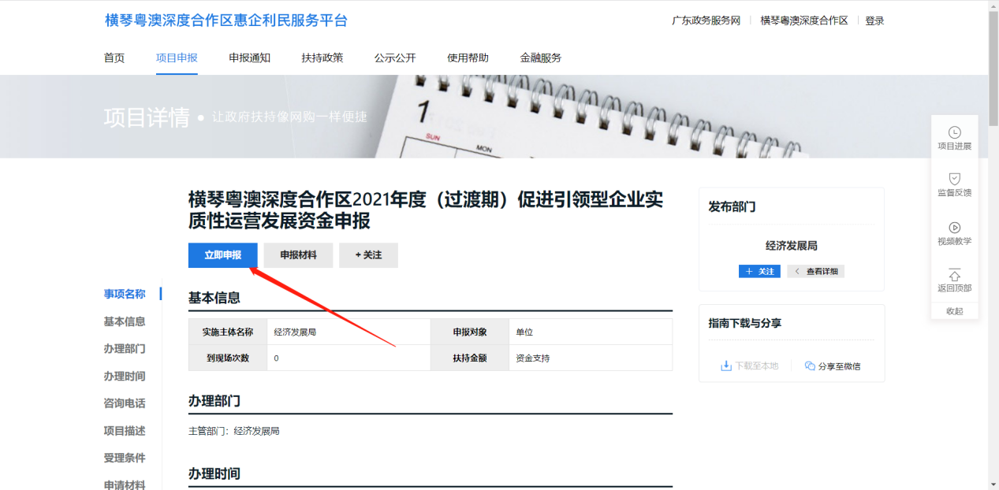 横琴粤澳深度合作区惠企利民服务平台
广东政务服务网
横琴粤澳深度合作区
登录
首页
项目申报
申报通知
扶持政策
公示公开
使用帮助
金融服务
项目详情 • 让政府扶持像网购一样便捷
1
SUN
MON
项目进展
监督反馈
视频教学
返回顶部
收起
横琴粤澳深度合作区2021年度（过渡期）促进引领型企业实
质性运营发展资金申报
立即申报
申报材料
+ 关注
发布部门
经济发展局
关注
查看详细
指南下载与分享
下载至本地
分享至微信
事项名称
基本信息
办理部门
办理时间
咨询电话
项目描述
受理条件
申请材料
基本信息
实施主体名称 经济发展局 申报对象 单位
到现场次数 0 扶持金额 资金支持
办理部门
主管部门：经济发展局
办理时间